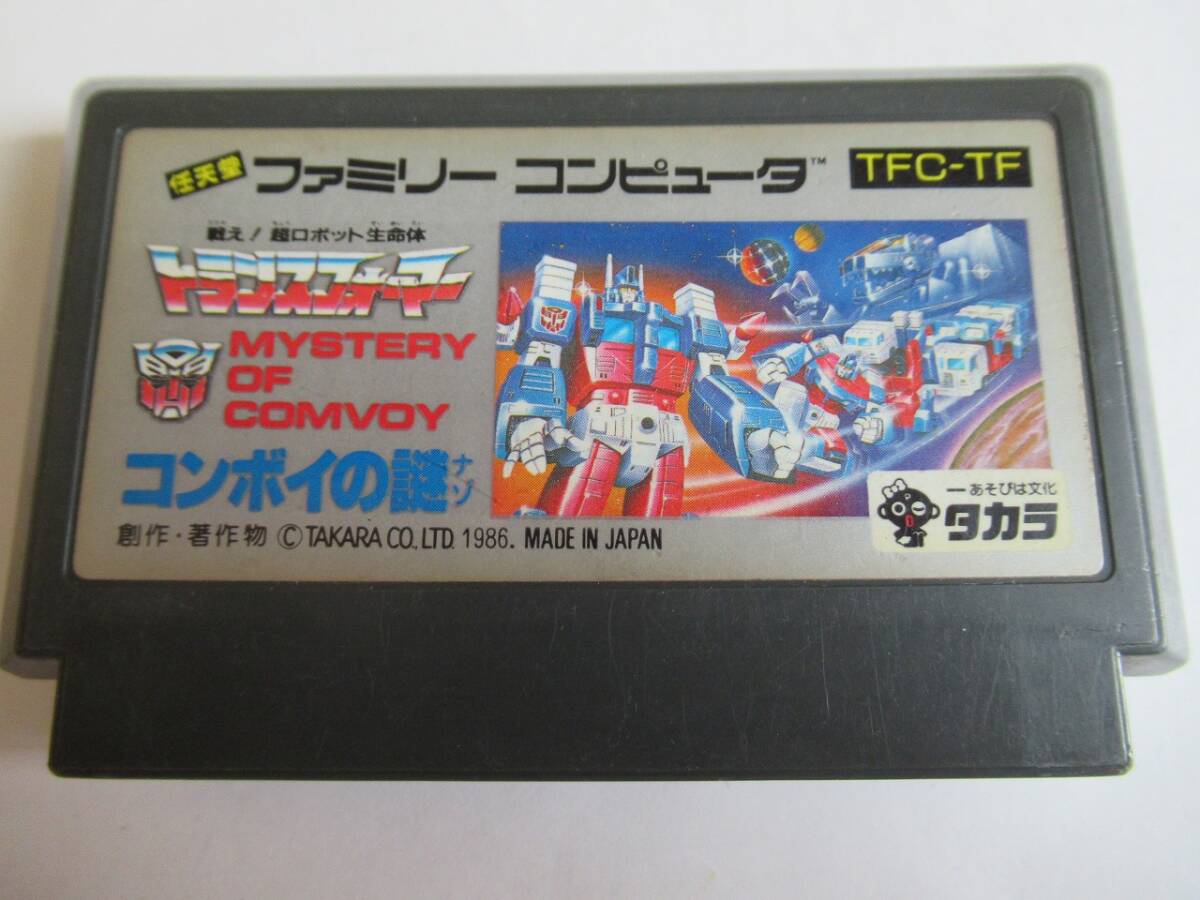 任天堂 ファミリー コンピュータ™ TFC-TF
戦え！超ロボット生命体
トランスフォーマー
MYSTERY
OF
COMVOY
コンボイの謎
ナゾ
創作・著作物 ©TAKARA CO.,LTD. 1986. MADE IN JAPAN
あそびは文化
タカラ